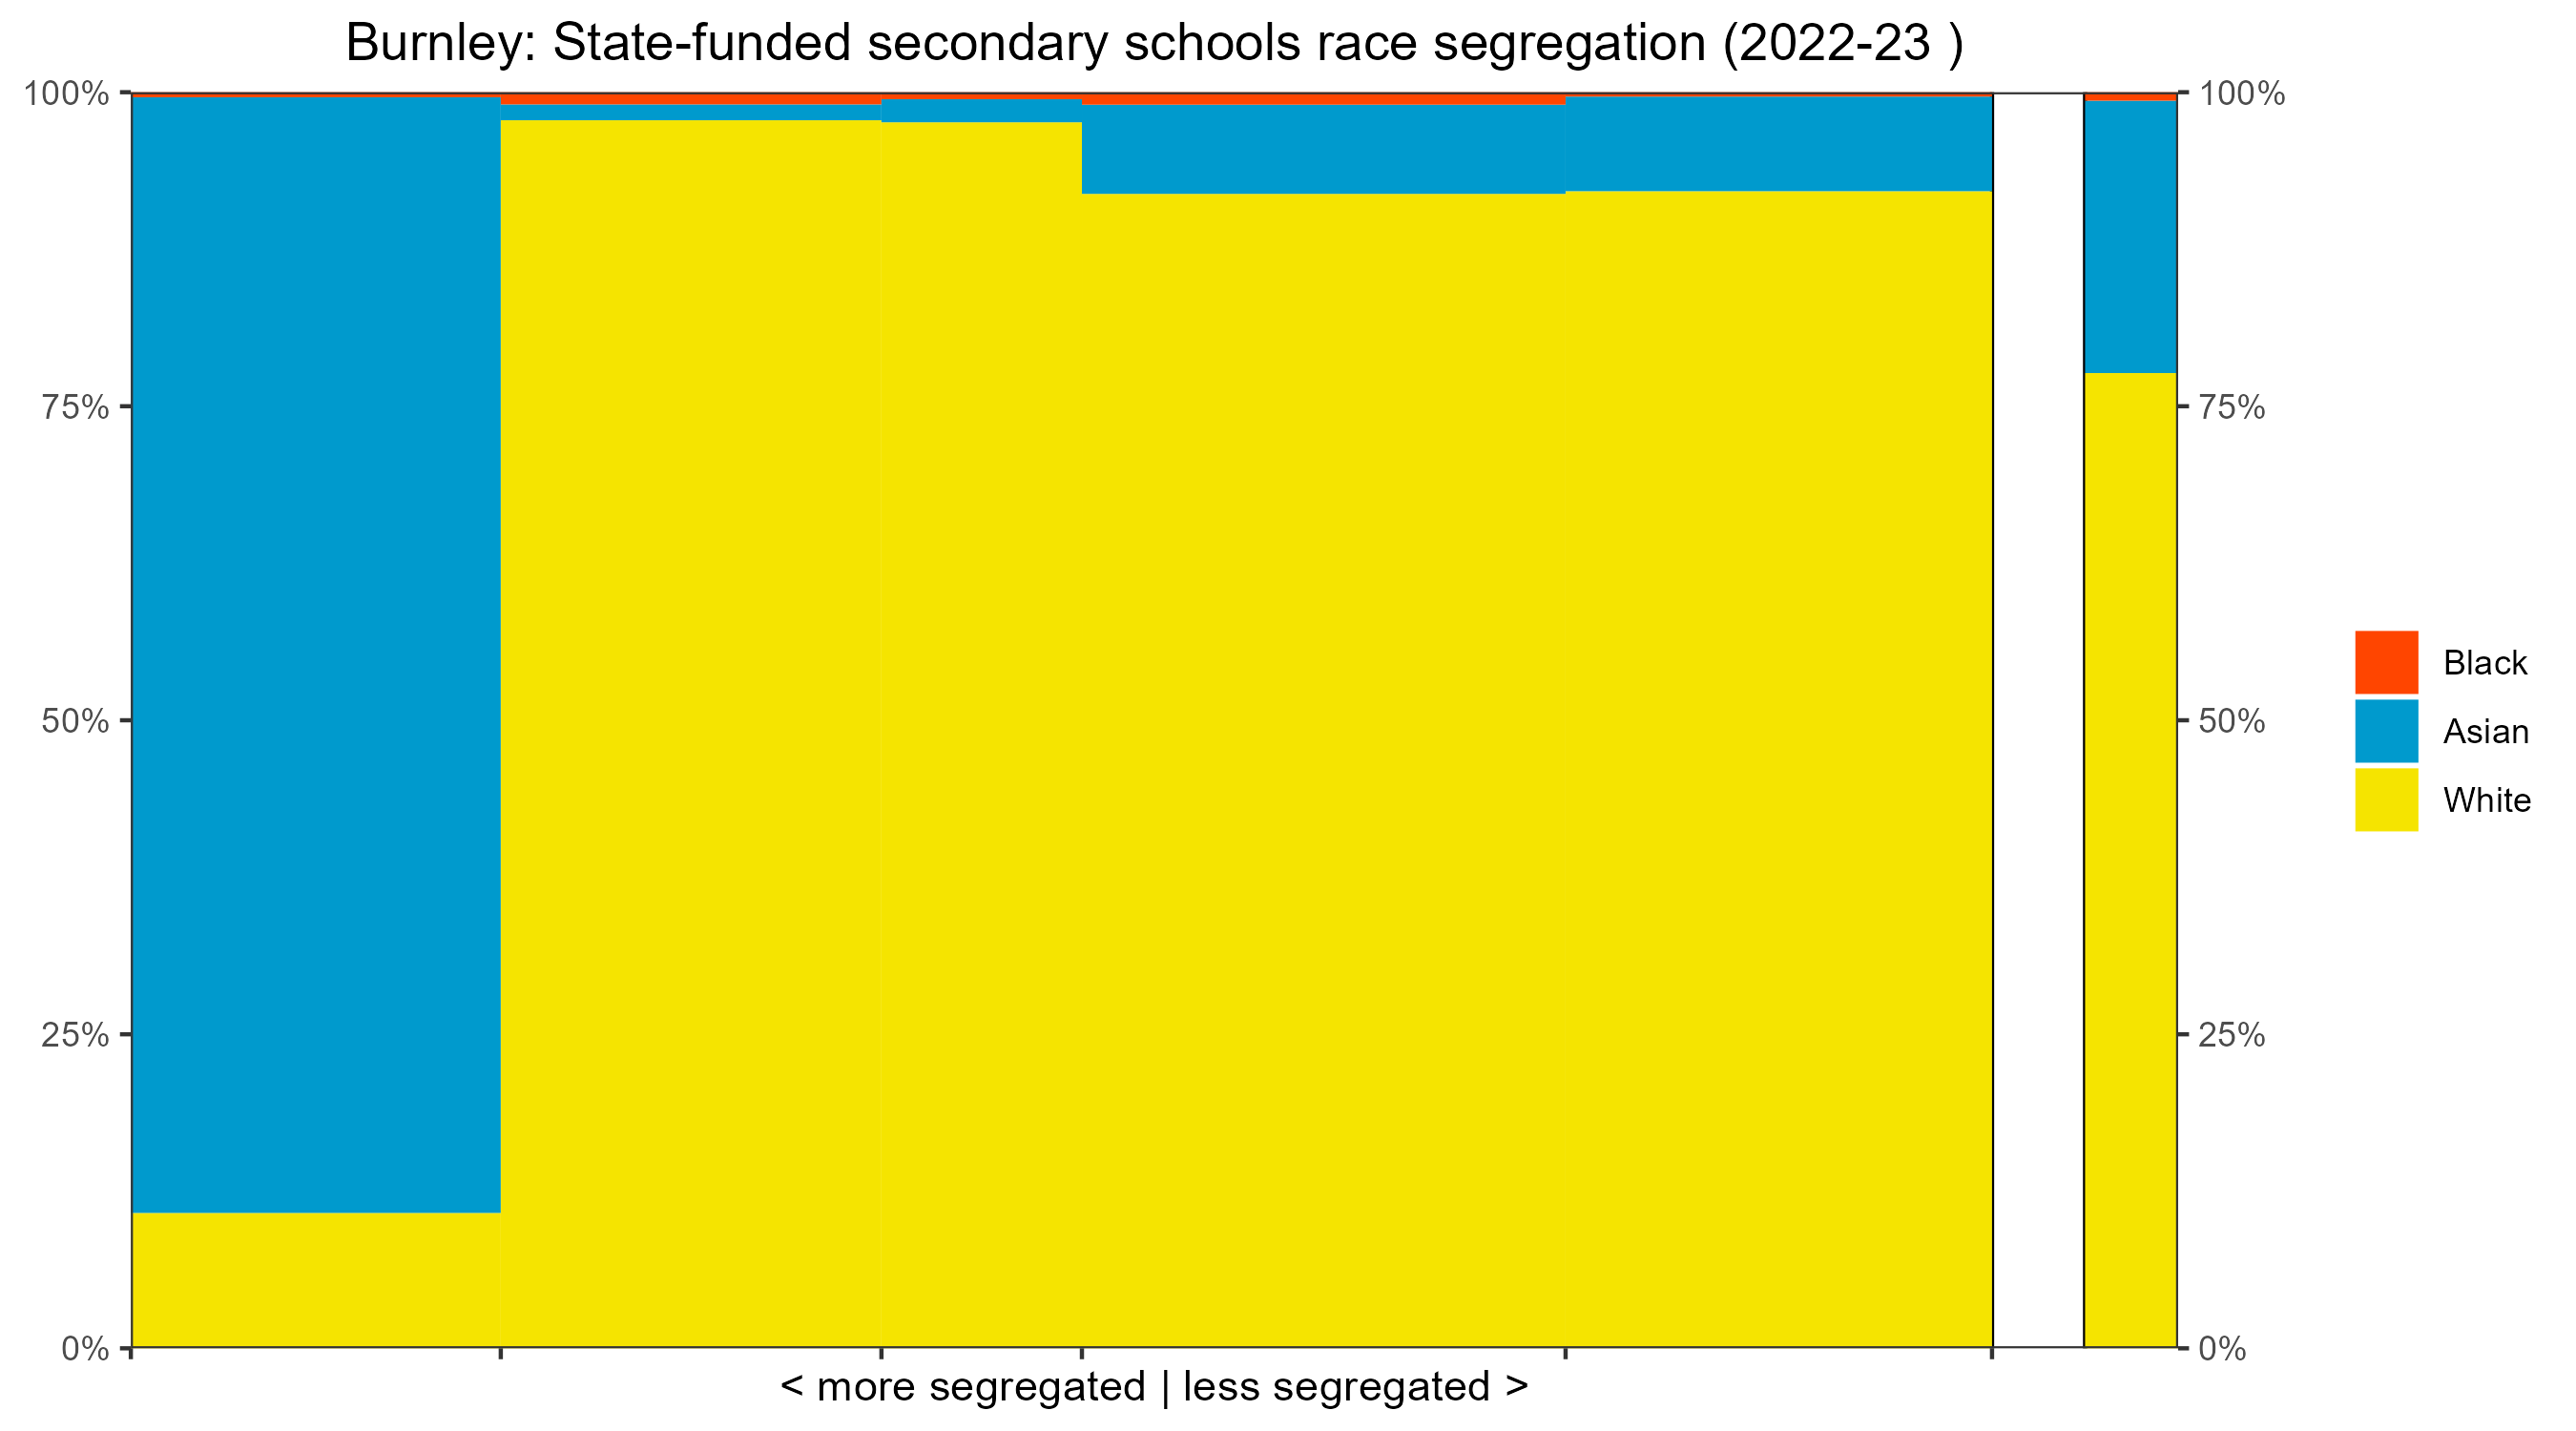 Burnley: State-funded secondary schools race segregation (2022-23 )
100%
75%
50%
25%
0%
100%
75%
50%
25%
0%
Black
Asian
White
< more segregated | less segregated >